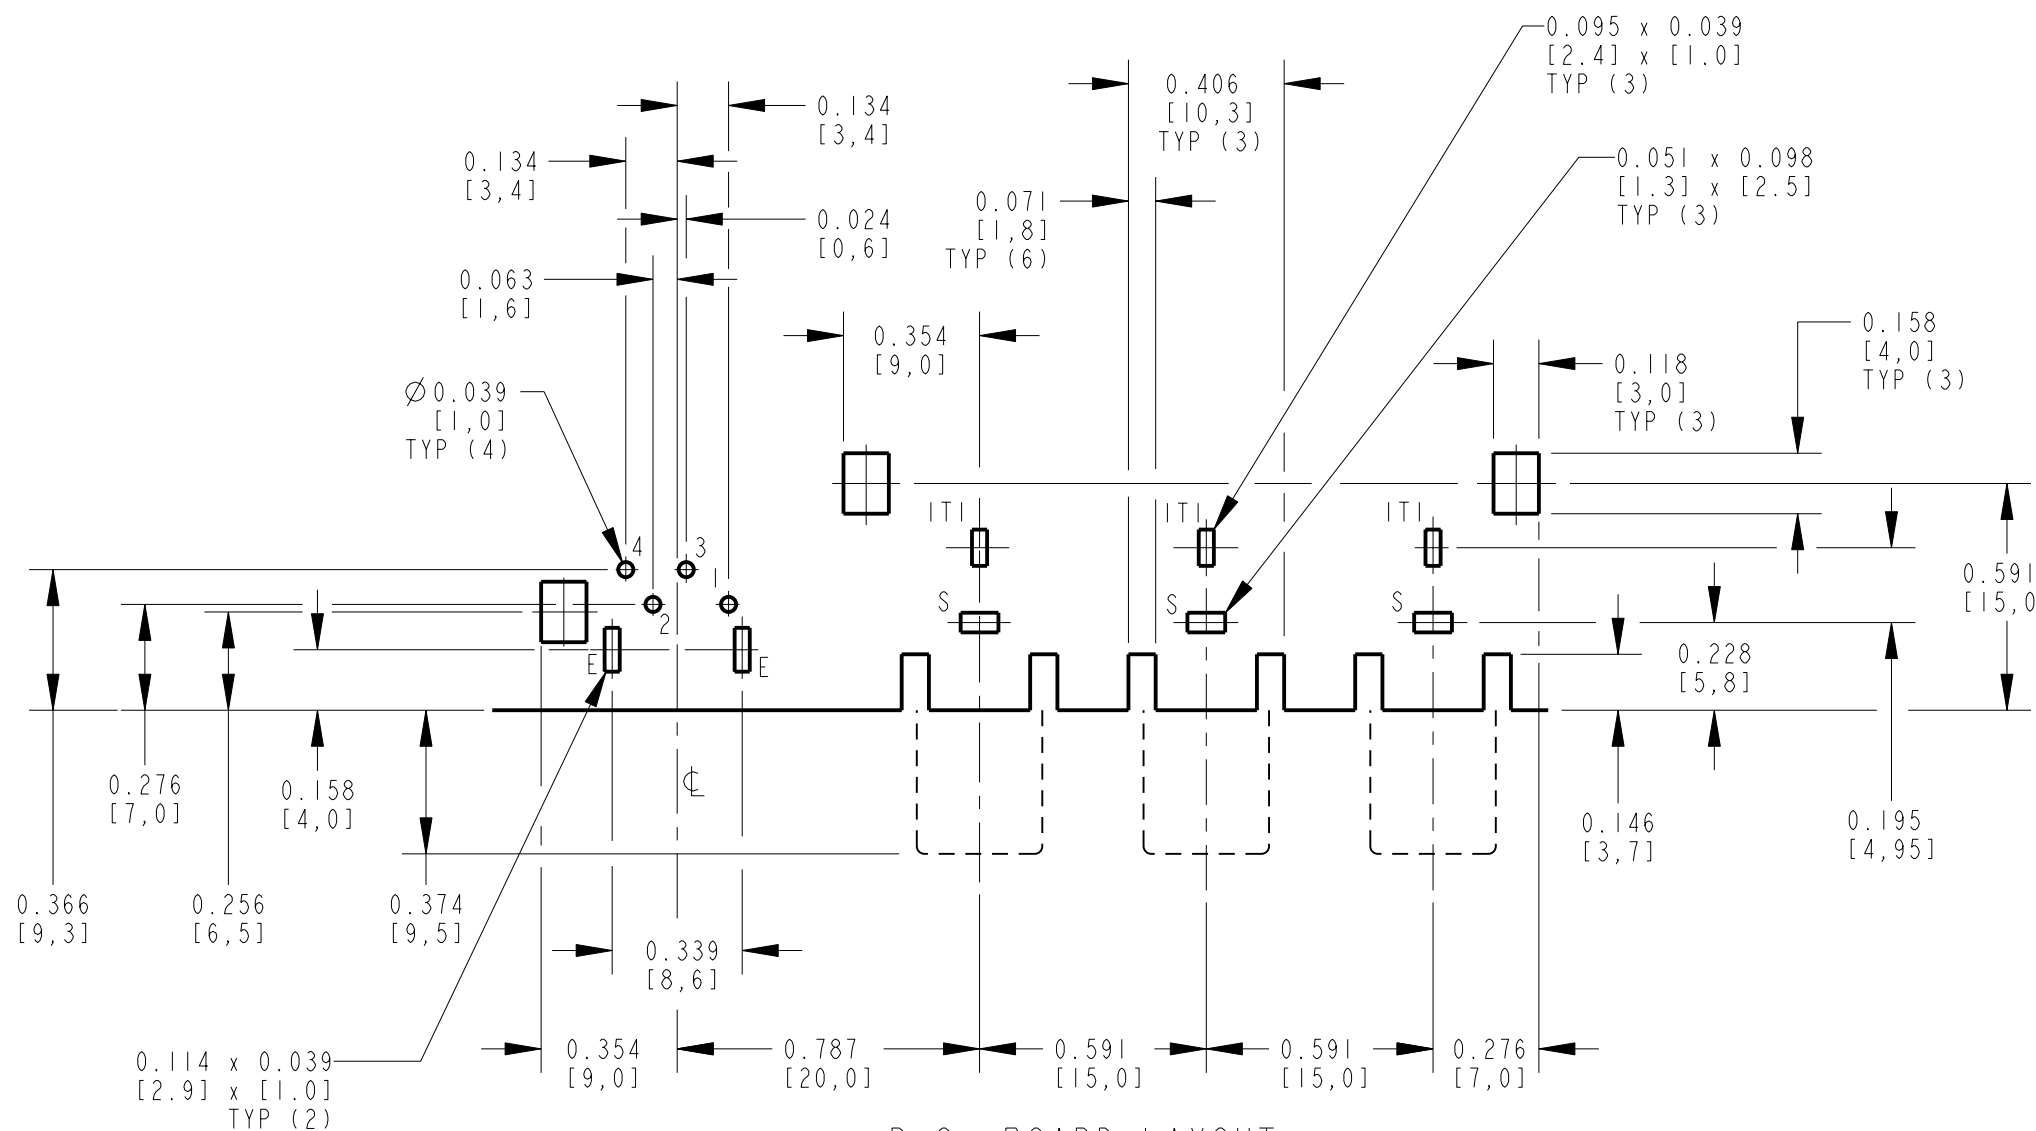 0.095 x 0.039
[2.4] x [1.0]
TYP (3)
0.406
[10,3]
TYP (3)
0.134
[3,4]
0.134
[3,4]
0.051 x 0.098
[1.3] x [2.5]
TYP (3)
0.071
[1,8]
TYP (6)
0.024
[0,6]
0.063
[1,6]
0.354
[9,0]
0.158
[4,0]
TYP (3)
0.118
[3,0]
TYP (3)
Ø0.039
[1,0]
TYP (4)
1T1
1T1
1T1
4
3
1
2
S
S
S
E
E
0.591
[15,0
0.228
[5,8]
0.276
[7,0]
0.158
[4,0]
℄
0.146
[3,7]
0.195
[4,95]
0.366
[9,3]
0.256
[6,5]
0.374
[9,5]
0.339
[8,6]
0.114 x 0.039
[2.9] x [1.0]
TYP (2)
0.354
[9,0]
0.787
[20,0]
0.591
[15,0]
0.591
[15,0]
0.276
[7,0]